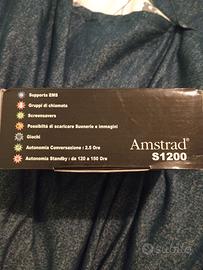 Supporta EMS
Gruppi di chiamata
Screensavers
Possibilità di scaricare Suonerie e immagini
Giochi
Autonomia Conversazione : 2.5 Ore
Autonomia Standby : da 120 a 150 Ore
Amstrad®
S1200
subito